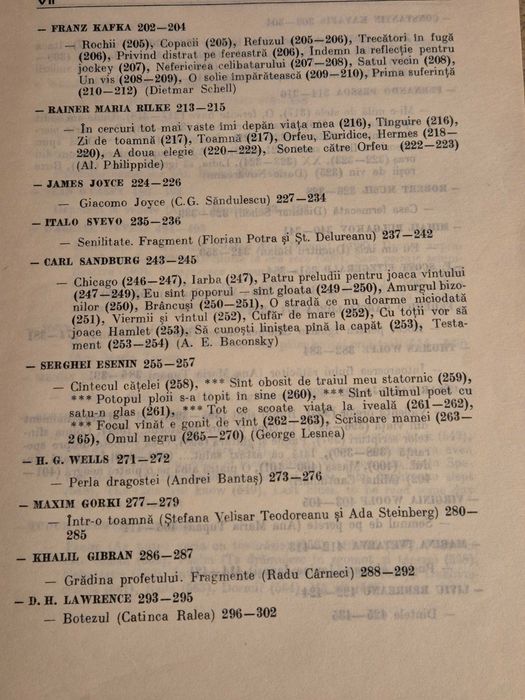 VII
— FRANZ KAFKA 202—204
— Rochii (205), Copacii (205), Refuzul (205—206), Trecători în fugă
(206), Privind distrat pe fereastră (206), Îndemn la reflecție pentru
jockey (207), Nefericirea celibatarului (207—208), Satul vecin (208),
Un vis (208—209), O solie împărătească (209—210), Prima suferință
(210—212) (Dietmar Schell)
— RAINER MARIA RILKE 213—215
— În cercuri tot mai vaste îmi depăn viața mea (216), Tînguire (216),
Zi de toamnă (217), Toamnă (217), Orfeu, Euridice, Hermes (218—
220), A doua elegie (220—222), Sonete către Orfeu (222—223)
(Al. Philippide)
— JAMES JOYCE 224—226
— Giacomo Joyce (C.G. Săndulescu) 227—234
— ITALO SVEVO 235—236
— Senilitate. Fragment (Florian Potra și Șt. Delureanu) 237—242
— CARL SANDBURG 243—245
— Chicago (246—247), Iarba (247), Patru preludii pentru joaca vîntului
(247—249), Eu sînt poporul — sînt gloata (249—250), Amurgul bizo-
nilor (250), Brâncuși (250—251), O stradă ce nu doarme niciodată
(251), Viermii și vîntul (252), Cufăr de mare (252), Cu toții vor să
joace Hamlet (253), Să cunoști liniștea pînă la capăt (253), Testa-
ment (253—254) (A. E. Baconsky)
— SERGHEI ESENIN 255—257
— Cîntecul cățelei (258), *** Sînt obosit de traiul meu statornic (259),
*** Potopul ploii s-a topit în sine (260), *** Sînt ultimul poet cu
satu-n glas (261), *** Tot ce scoate viața la iveală (261—262),
*** Focul vînăt e gonit de vînt (262—263), Scrisoare mamei (263—
265), Omul negru (265—270) (George Lesnea)
— H. G. WELLS 271—272
— Perla dragostei (Andrei Bantaș) 273—276
— MAXIM GORKI 277—279
— Într-o toamnă (Ștefana Velisar Teodoreanu și Ada Steinberg) 280—
285
— KHALIL GIBRAN 286—287
— Grădina profetului. Fragmente (Radu Cârneci) 288—292
— D. H. LAWRENCE 293—295
— Botezul (Catinca Ralea) 296—302